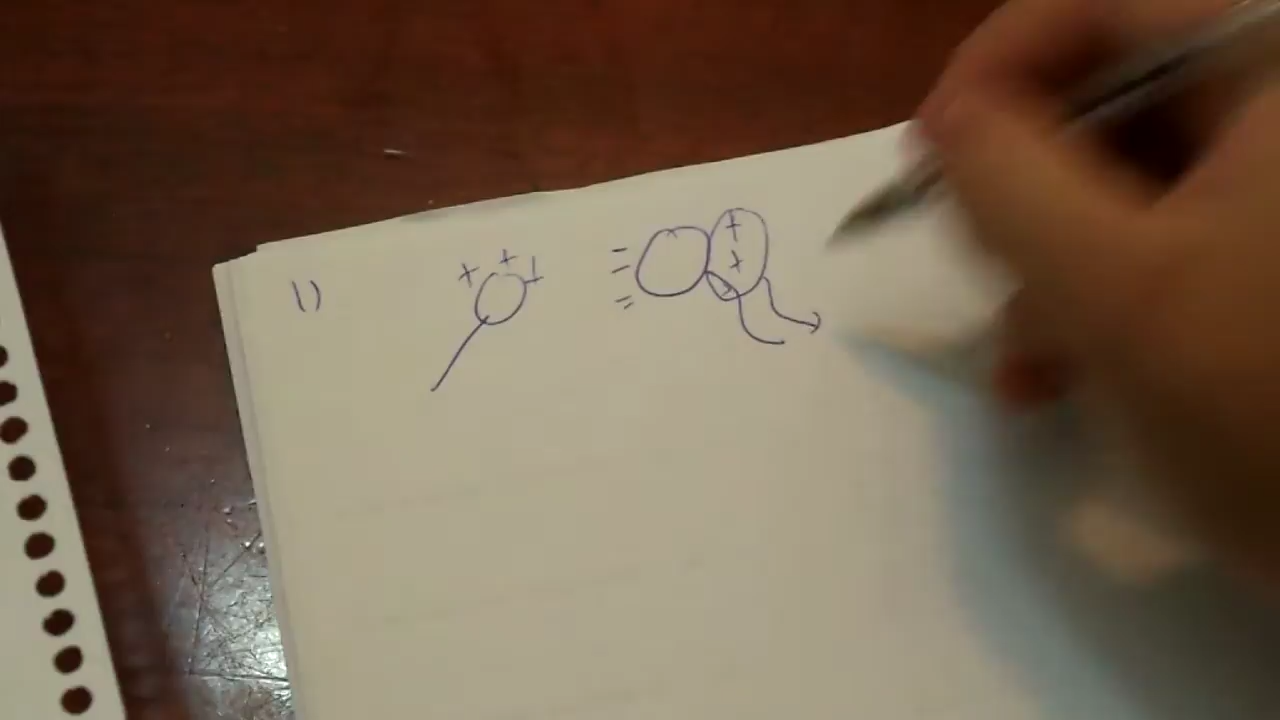 1)
+ + +
= = =
+ +